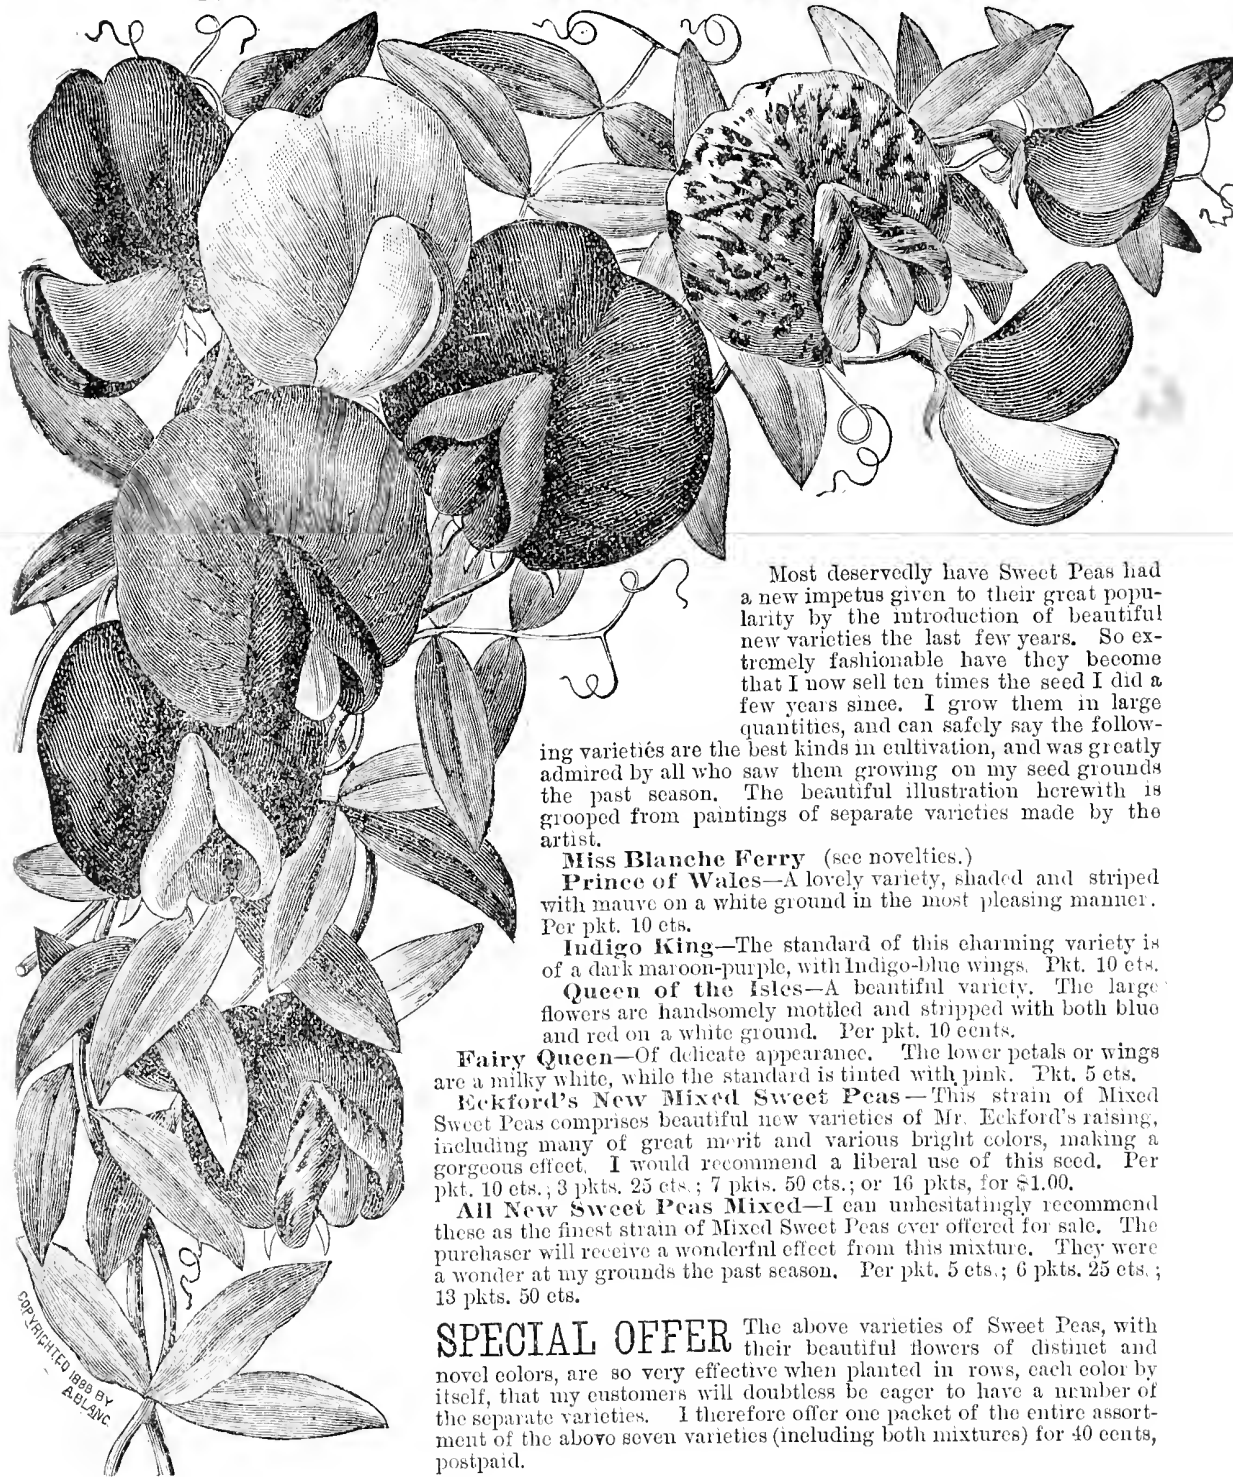 Most deservedly have Sweet Peas had
a new impetus given to their great popu-
larity by the introduction of beautiful
new varieties the last few years. So ex-
tremely fashionable have they become
that I now sell ten times the seed I did a
few years since. I grow them in large
quantities, and can safely say the follow-
ing varieties are the best kinds in cultivation, and was greatly
admired by all who saw them growing on my seed grounds
the past season. The beautiful illustration herewith is
grooped from paintings of separate varieties made by the
artist.
Miss Blanche Ferry (see novelties.)
Prince of Wales—A lovely variety, shaded and striped
with mauve on a white ground in the most pleasing manner.
Per pkt. 10 cts.
Indigo King—The standard of this charming variety is
of a dark maroon-purple, with Indigo-blue wings. Pkt. 10 cts.
Queen of the Isles—A beautiful variety. The large
flowers are handsomely mottled and stripped with both blue
and red on a white ground. Per pkt. 10 cents.
Fairy Queen—Of delicate appearance. The lower petals or wings
are a milky white, while the standard is tinted with pink. Pkt. 5 cts.
Eckford's New Mixed Sweet Peas—This strain of Mixed
Sweet Peas comprises beautiful new varieties of Mr. Eckford's raising,
including many of great merit and various bright colors, making a
gorgeous effect. I would recommend a liberal use of this seed. Per
pkt. 10 cts.; 3 pkts. 25 cts.; 7 pkts. 50 cts.; or 16 pkts, for $1.00.
All New Sweet Peas Mixed—I can unhesitatingly recommend
these as the finest strain of Mixed Sweet Peas ever offered for sale. The
purchaser will receive a wonderful effect from this mixture. They were
a wonder at my grounds the past season. Per pkt. 5 cts.; 6 pkts. 25 cts.;
13 pkts. 50 cts.
SPECIAL OFFER The above varieties of Sweet Peas, with
their beautiful flowers of distinct and
novel colors, are so very effective when planted in rows, each color by
itself, that my customers will doubtless be eager to have a number of
the separate varieties. I therefore offer one packet of the entire assort-
ment of the above seven varieties (including both mixtures) for 40 cents,
postpaid.
COPYRIGHTED 1888 BY
A.BLANC.